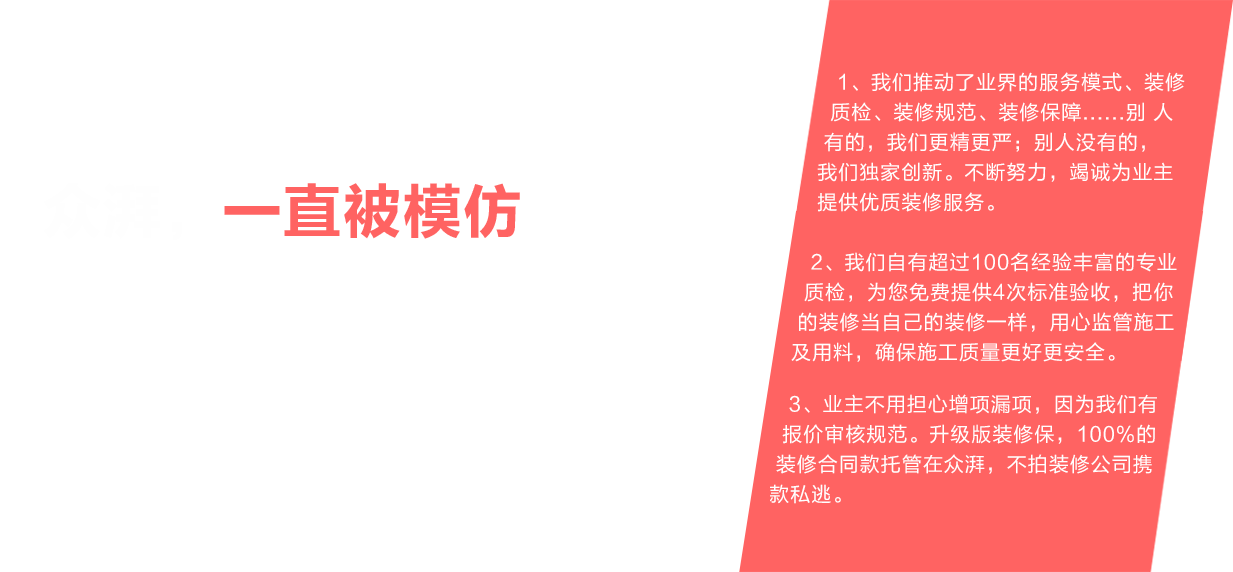 一直被模仿
1、我们推动了业界的服务模式、装修
质检、装修规范、装修保障……别 人
有的，我们更精更严；别人没有的，
我们独家创新。不断努力，竭诚为业主
提供优质装修服务。
2、我们自有超过100名经验丰富的专业
质检，为您免费提供4次标准验收，把你
的装修当自己的装修一样，用心监管施工
及用料，确保施工质量更好更安全。
3、业主不用担心增项漏项，因为我们有
报价审核规范。升级版装修保，100%的
装修合同款托管在众湃，不拍装修公司携
款私逃。